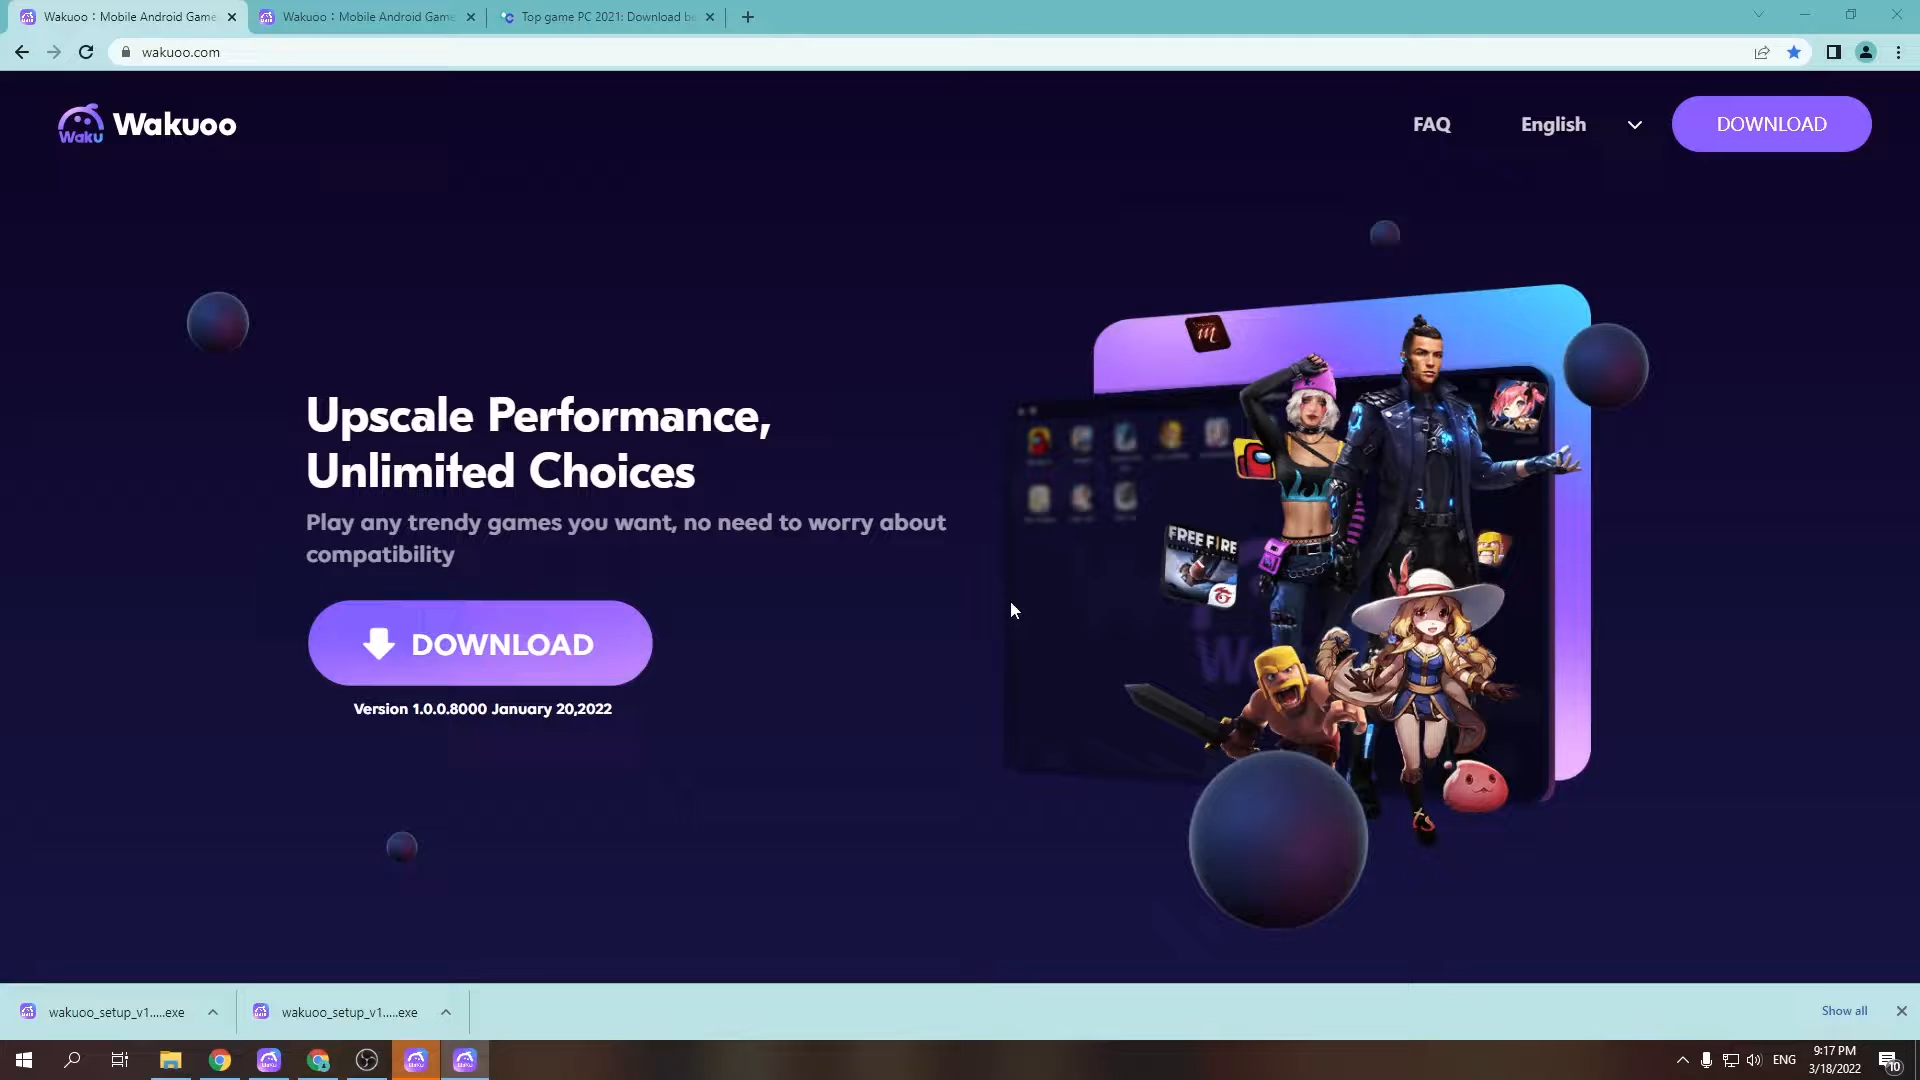 Wakuoo：Mobile Android Game
Wakuoo：Mobile Android Game
Top game PC 2021: Download be
wakuoo.com
Waku
Wakuoo
FAQ
English
DOWNLOAD
Upscale Performance,
Unlimited Choices
Play any trendy games you want, no need to worry about
compatibility
FREE FIRE
DOWNLOAD
Version 1.0.0.8000 January 20,2022
wakuoo_setup_v1.....exe
wakuoo_setup_v1.....exe
Show all
ENG
9:17 PM
3/18/2022
10